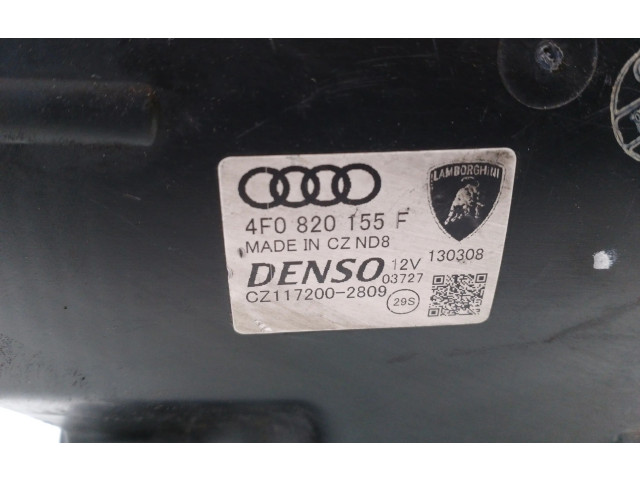 LAMBORGHINI
4F0 820 155 F
MADE IN CZ ND8
DENSO 12V 130308
03727
CZ117200-2809 29S